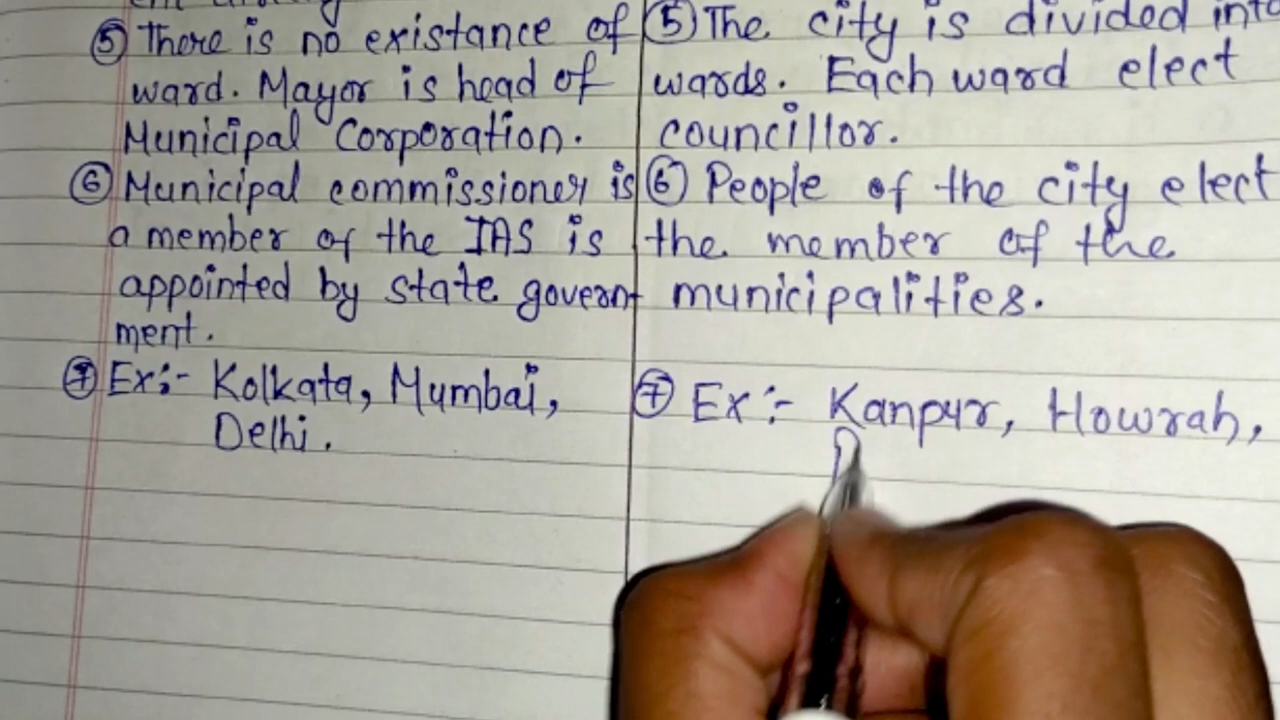 ⑤ There is no existance of
ward. Mayor is head of
Municipal Corporation.
⑥ Municipal commissioner is
a member of the IAS is
appointed by state govern
ment.
⑦ Ex:- Kolkata, Mumbai,
Delhi.
⑤ The city is divided into
wards. Each ward elect
councillor.
⑥ People of the city elect
the member of the
municipalities.
⑦ Ex:- Kanpur, Howrah,